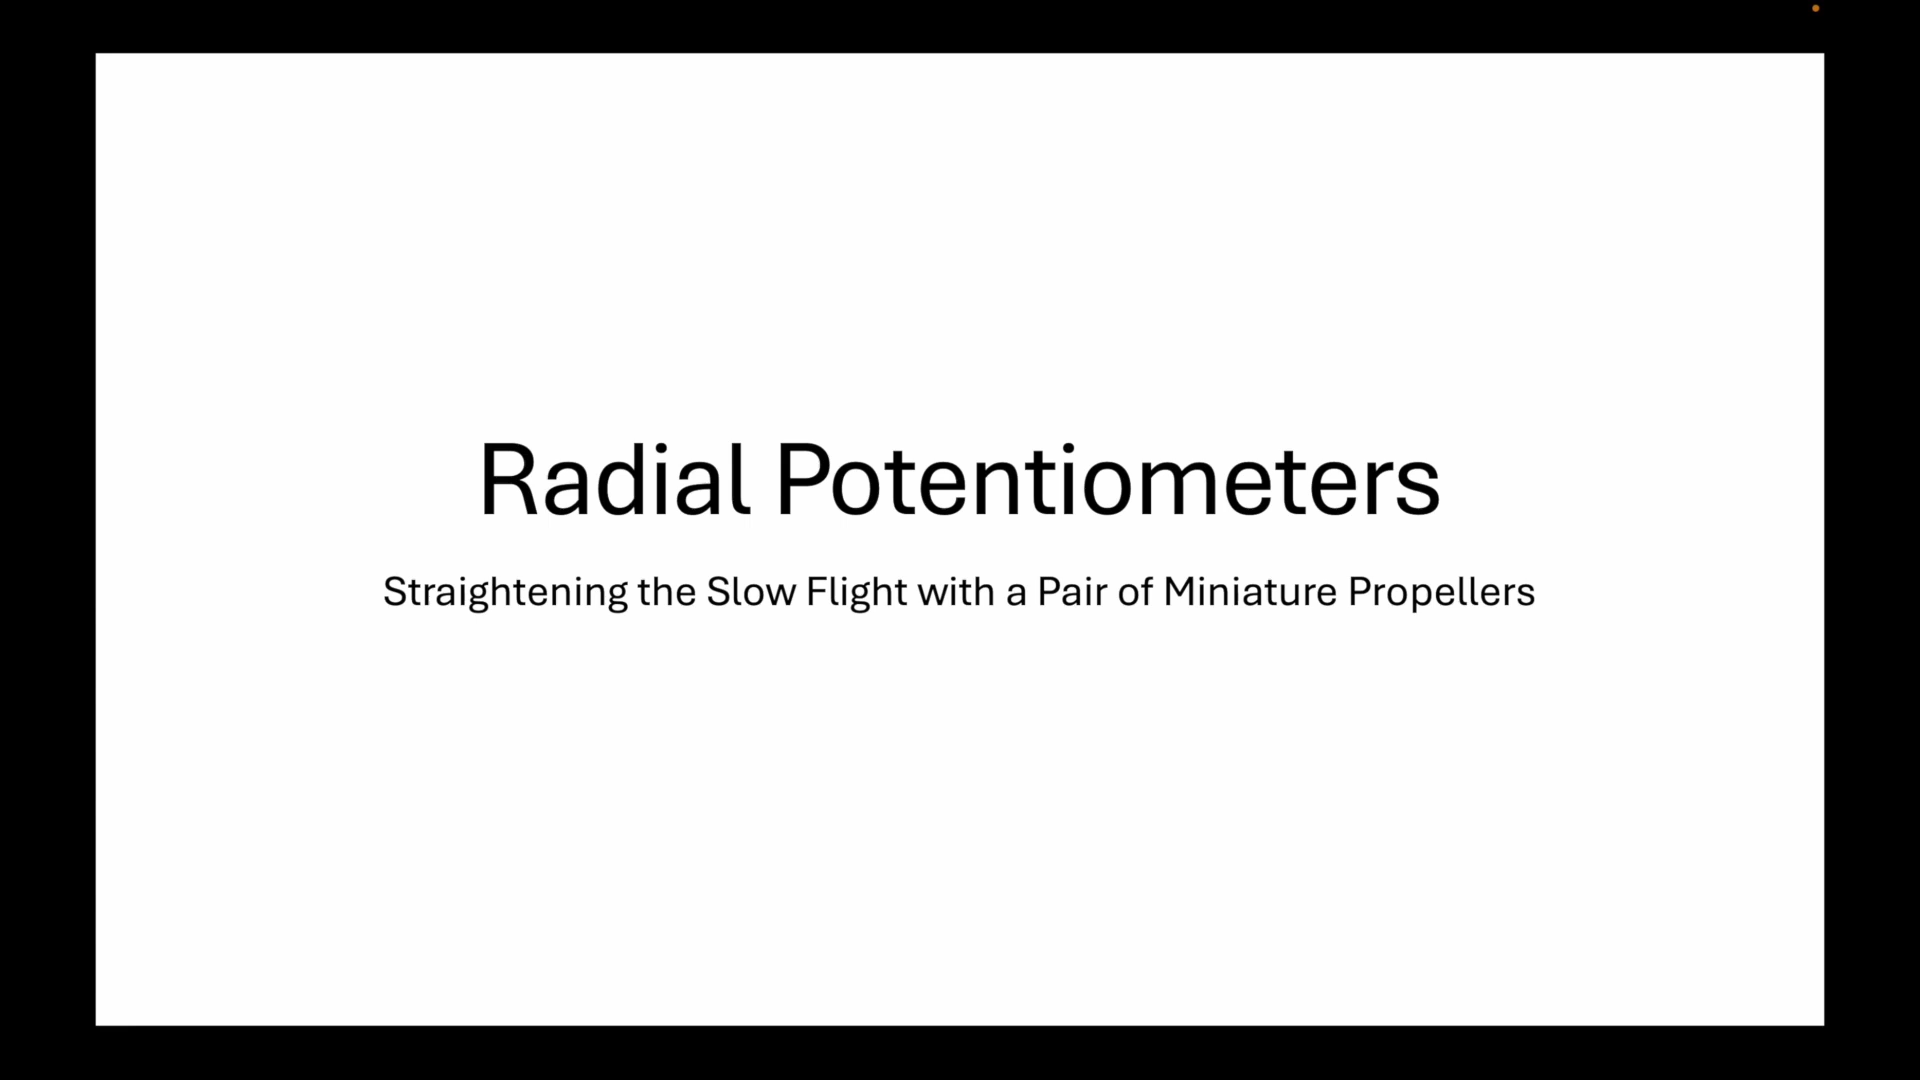 Radial Potentiometers
Straightening the Slow Flight with a Pair of Miniature Propellers